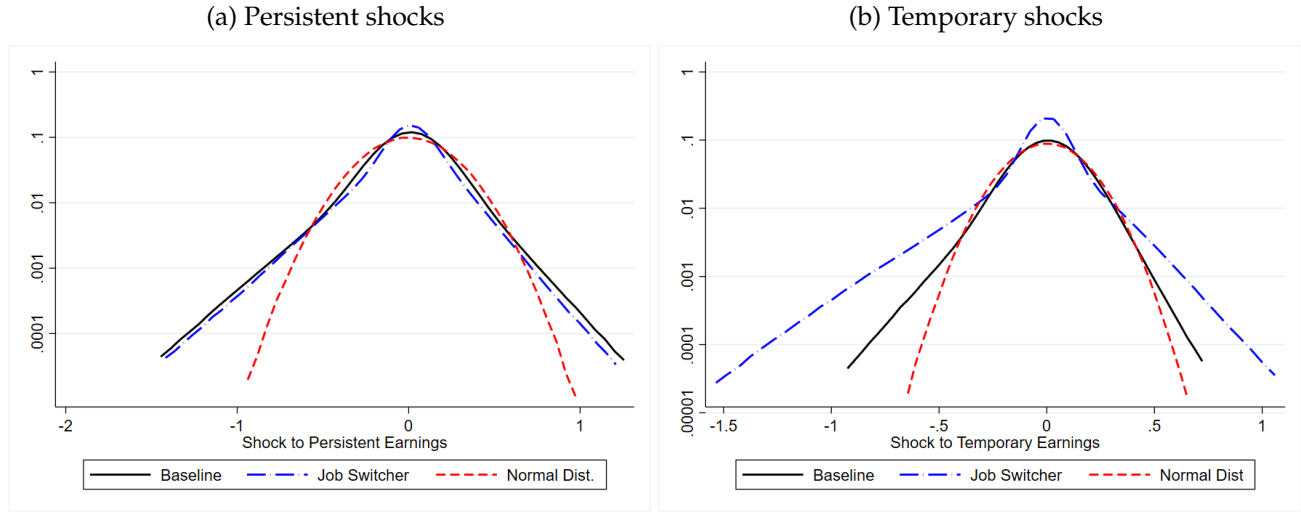 (a) Persistent shocks
1
.1
.01
.001
.0001
-2
-1
0
1
Shock to Persistent Earnings
Baseline
Job Switcher
Normal Dist.
(b) Temporary shocks
1
.1
.01
.001
.0001
.00001
-1.5
-1
-.5
0
.5
1
Shock to Temporary Earnings
Baseline
Job Switcher
Normal Dist